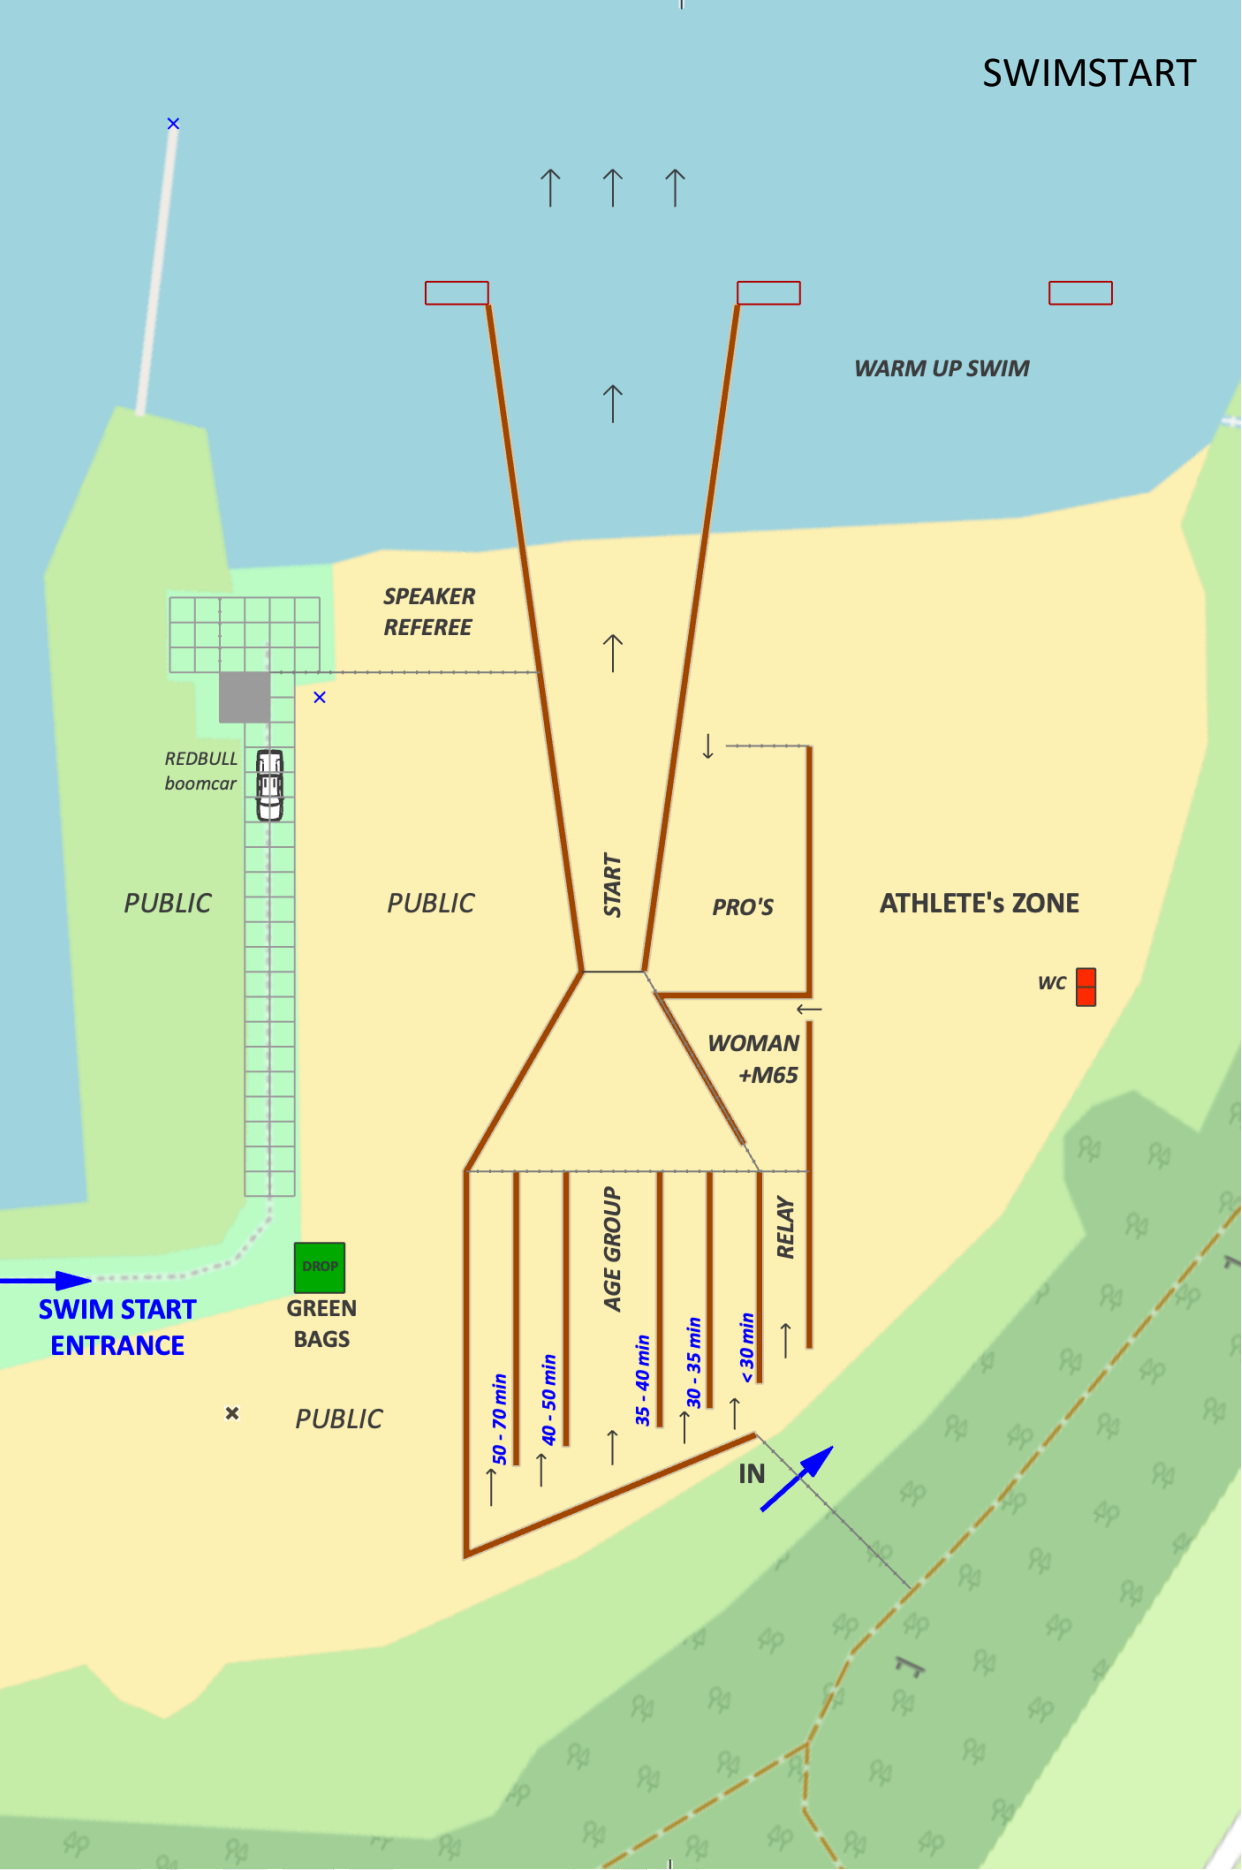 SWIMSTART
WARM UP SWIM
SPEAKER
REFEREE
REDBULL
boomcar
PUBLIC
PUBLIC
START
PRO'S
ATHLETE's ZONE
WC
WOMAN
+M65
AGE GROUP
RELAY
DROP
GREEN
BAGS
SWIM START
ENTRANCE
PUBLIC
50 - 70 min
40 - 50 min
35 - 40 min
30 - 35 min
< 30 min
IN